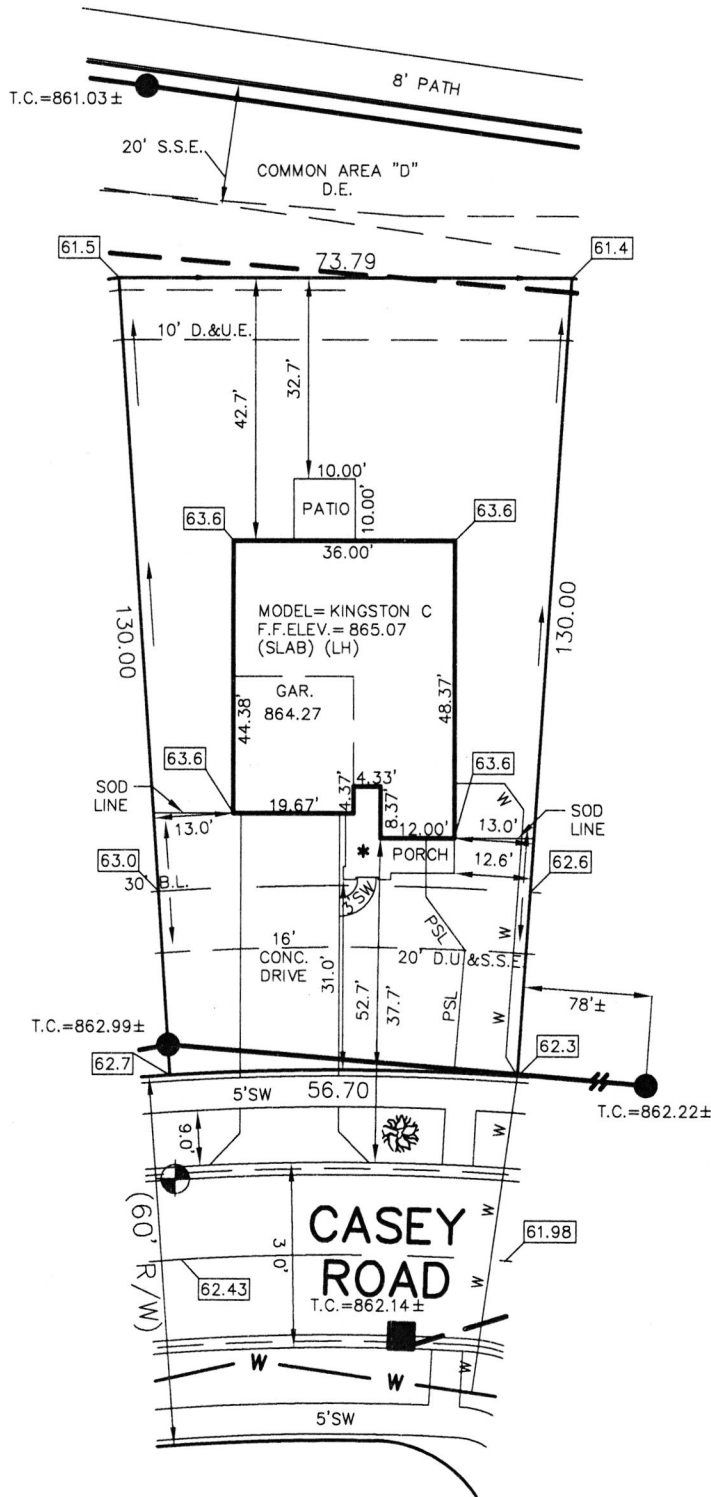 8' PATH
T.C.=861.03±
20' S.S.E.
COMMON AREA "D"
D.E.
61.5
73.79
61.4
10' D.&U.E.
42.7'
32.7'
10.00'
PATIO
10.00'
63.6
63.6
36.00'
130.00
130.00
MODEL= KINGSTON C
F.F.ELEV.= 865.07
(SLAB) (LH)
GAR.
864.27
44.38'
48.37'
63.6
4.33'
4.37'
8.37'
63.6
SOD
LINE
19.67'
12.00'
W
SOD
LINE
13.0'
13.0'
*
PORCH
12.6'
63.0
30' B.L.
62.6
3'SW
PSL
W
16'
CONC.
DRIVE
31.0'
52.7'
37.7'
20' D.U.&S.S.E.
PSL
W
78'±
T.C.=862.99±
62.7
62.3
56.70
5'SW
T.C.=862.22±
W
9.0'
(60' R/W)
CASEY
ROAD
W
61.98
62.43
T.C.=862.14±
W
W
W
W
5'SW